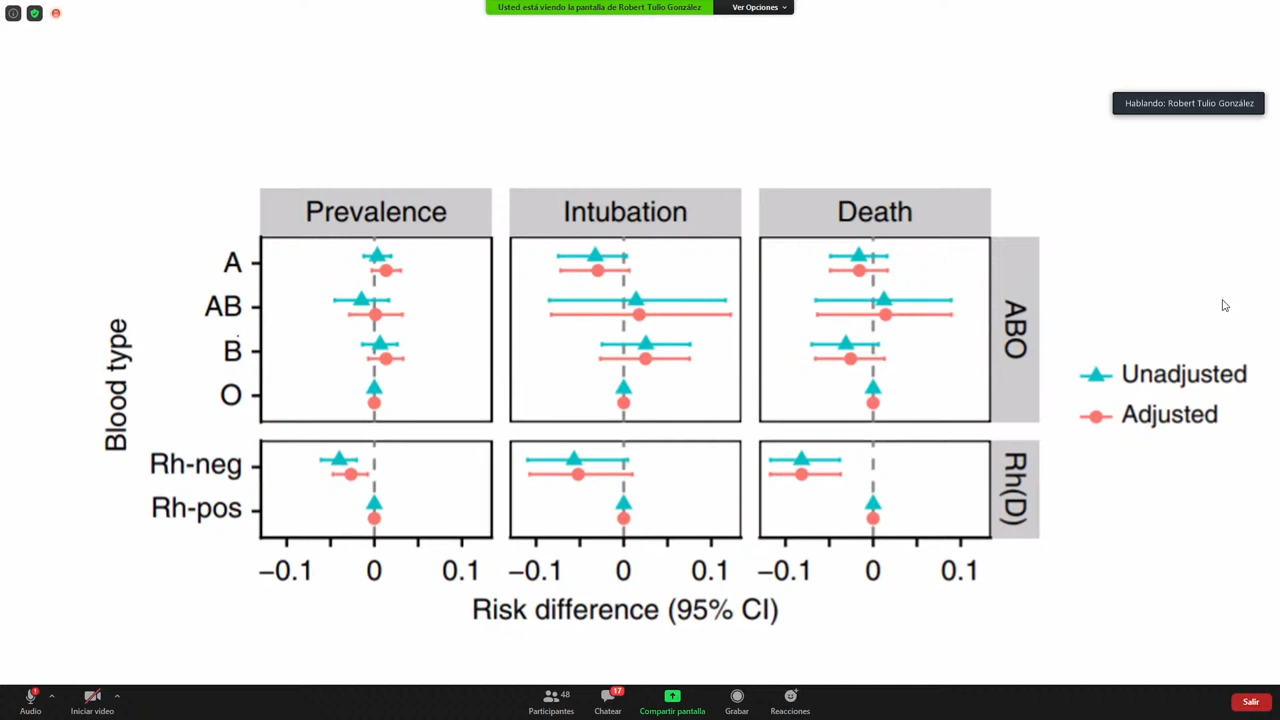 Usted está viendo la pantalla de Robert Tulio González
Ver Opciones
Hablando: Robert Tulio González
Prevalence
Intubation
Death
A
AB
B
O
Rh-neg
Rh-pos
Blood type
ABO
Rh(D)
Unadjusted
Adjusted
−0.1 0 0.1
−0.1 0 0.1
−0.1 0 0.1
Risk difference (95% CI)
Audio
Iniciar video
48
Participantes
17
Chatear
Compartir pantalla
Grabar
Reacciones
Salir